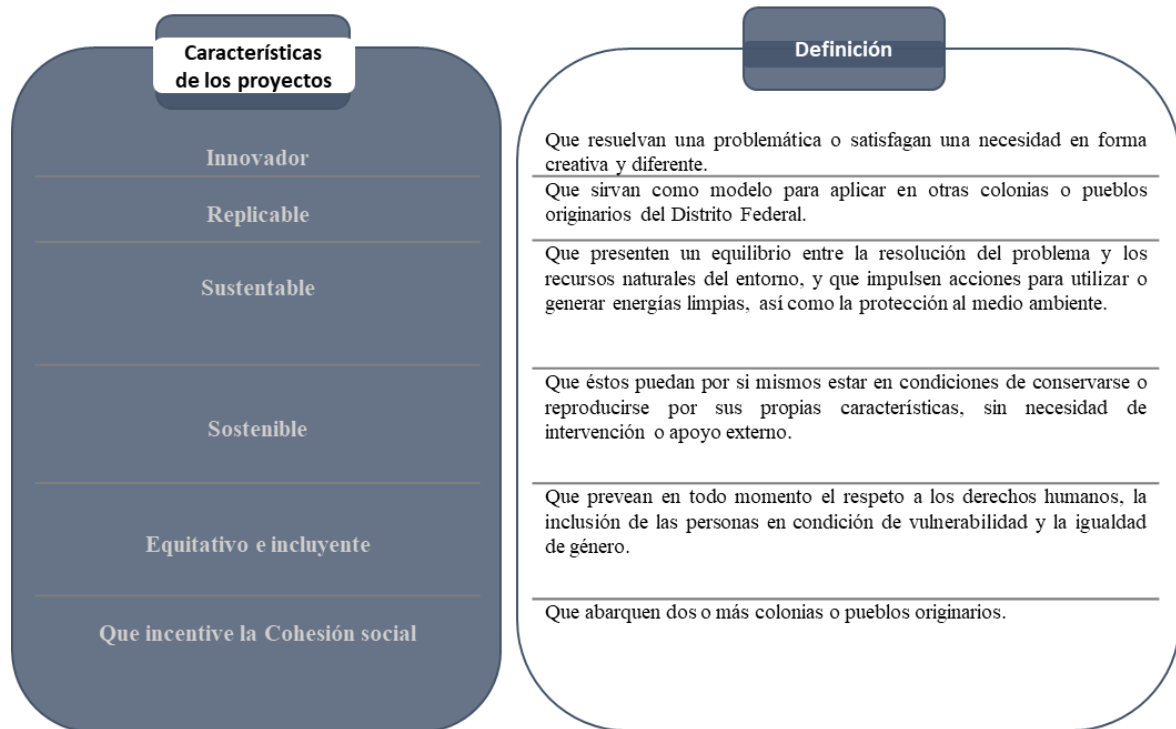 Características
de los proyectos
Definición
Innovador
Que resuelvan una problemática o satisfagan una necesidad en forma
creativa y diferente.
Replicable
Que sirvan como modelo para aplicar en otras colonias o pueblos
originarios del Distrito Federal.
Sustentable
Que presenten un equilibrio entre la resolución del problema y los
recursos naturales del entorno, y que impulsen acciones para utilizar o
generar energías limpias, así como la protección al medio ambiente.
Sostenible
Que éstos puedan por si mismos estar en condiciones de conservarse o
reproducirse por sus propias características, sin necesidad de
intervención o apoyo externo.
Equitativo e incluyente
Que prevean en todo momento el respeto a los derechos humanos, la
inclusión de las personas en condición de vulnerabilidad y la igualdad
de género.
Que incentive la Cohesión social
Que abarquen dos o más colonias o pueblos originarios.